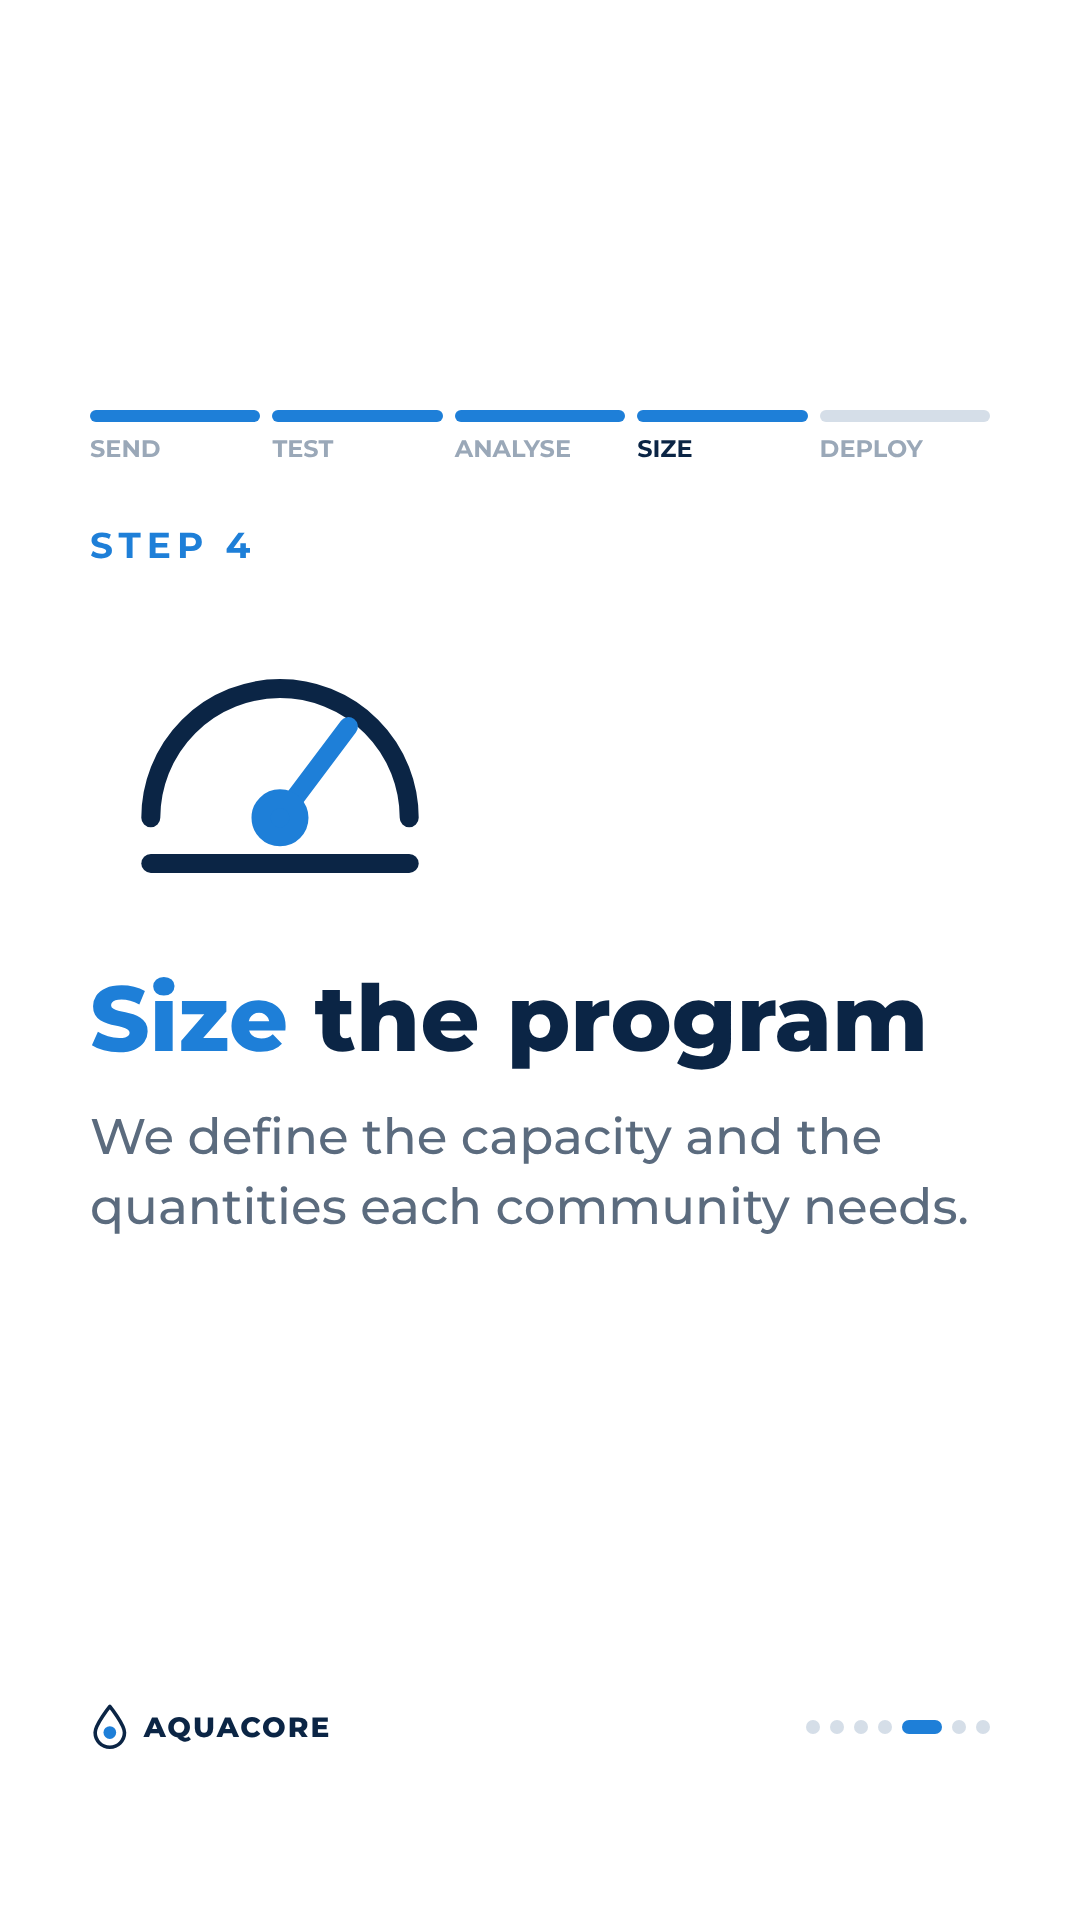 SEND TEST ANALYSE SIZE DEPLOY
STEP 4
Size the program
We define the capacity and the
quantities each community needs.
AQUACORE